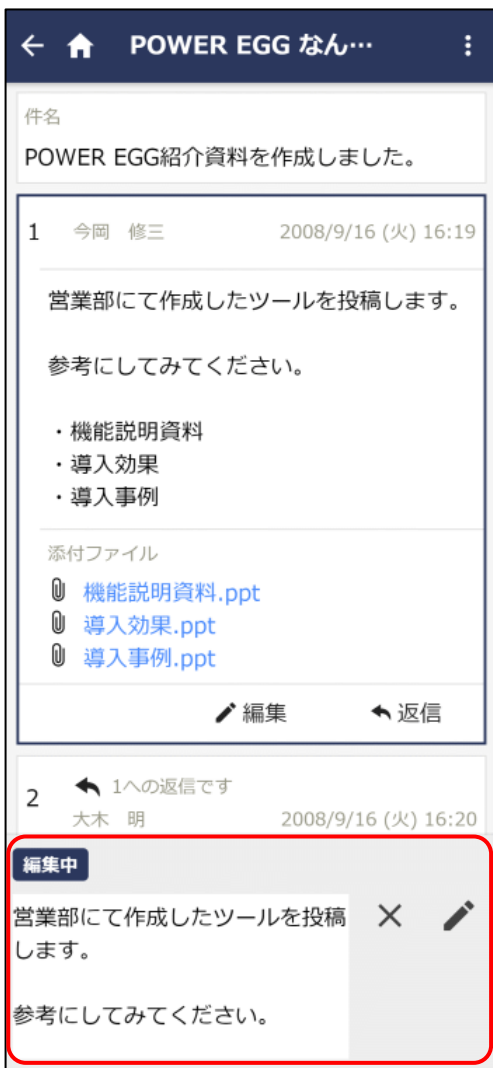 POWER EGG なん…
件名
POWER EGG紹介資料を作成しました。
1 今岡 修三 2008/9/16 (火) 16:19
営業部にて作成したツールを投稿します。
参考にしてみてください。
・機能説明資料
・導入効果
・導入事例
添付ファイル
機能説明資料.ppt
導入効果.ppt
導入事例.ppt
編集 返信
2 1への返信です
大木 明 2008/9/16 (火) 16:20
編集中
営業部にて作成したツールを投稿
します。
参考にしてみてください。